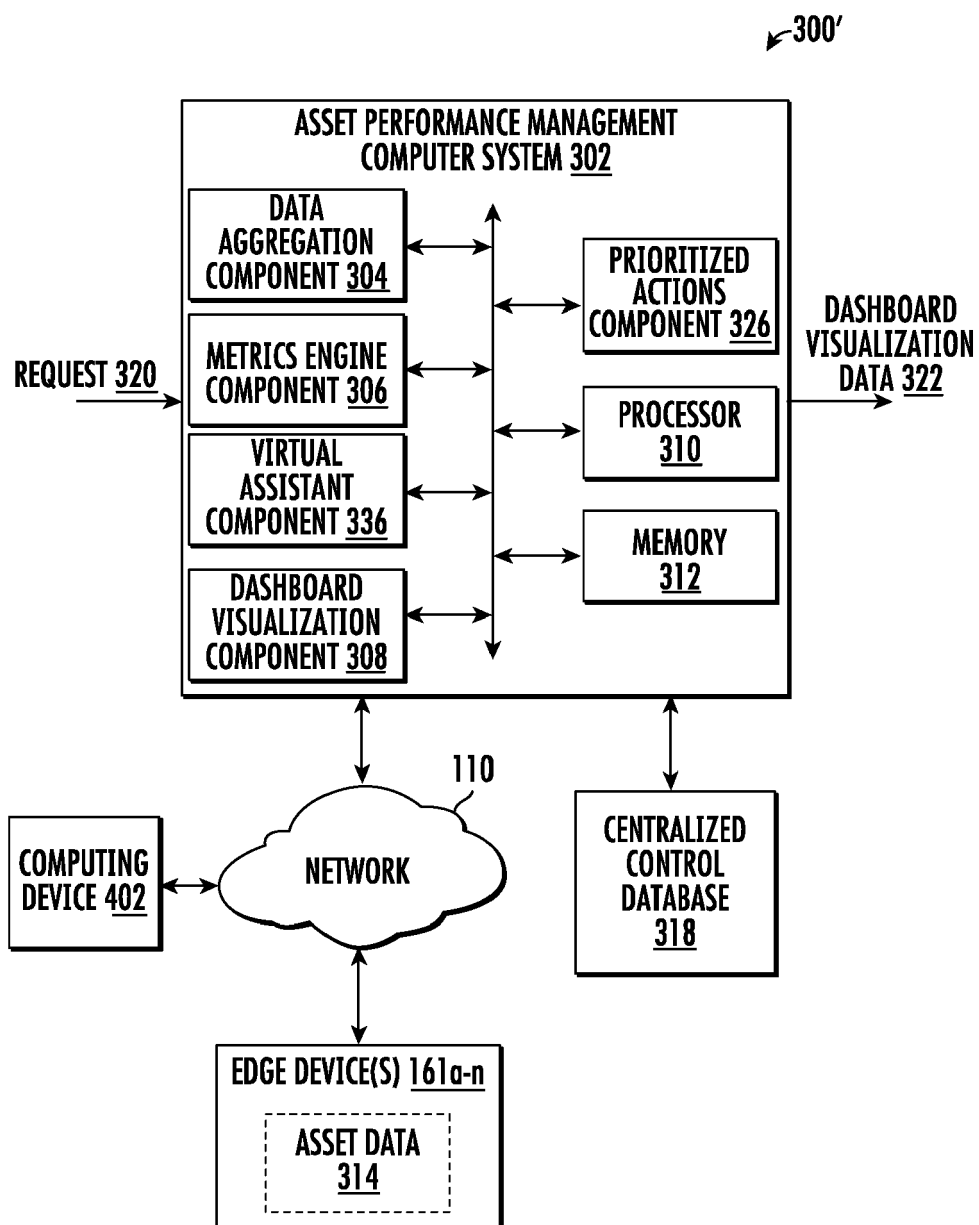 300′
ASSET PERFORMANCE MANAGEMENT
COMPUTER SYSTEM 302
DATA
AGGREGATION
COMPONENT 304
METRICS ENGINE
COMPONENT 306
VIRTUAL
ASSISTANT
COMPONENT 336
DASHBOARD
VISUALIZATION
COMPONENT 308
PRIORITIZED
ACTIONS
COMPONENT 326
PROCESSOR
310
MEMORY
312
REQUEST 320
DASHBOARD
VISUALIZATION
DATA 322
110
NETWORK
COMPUTING
DEVICE 402
CENTRALIZED
CONTROL
DATABASE
318
EDGE DEVICE(S) 161a-n
ASSET DATA
314